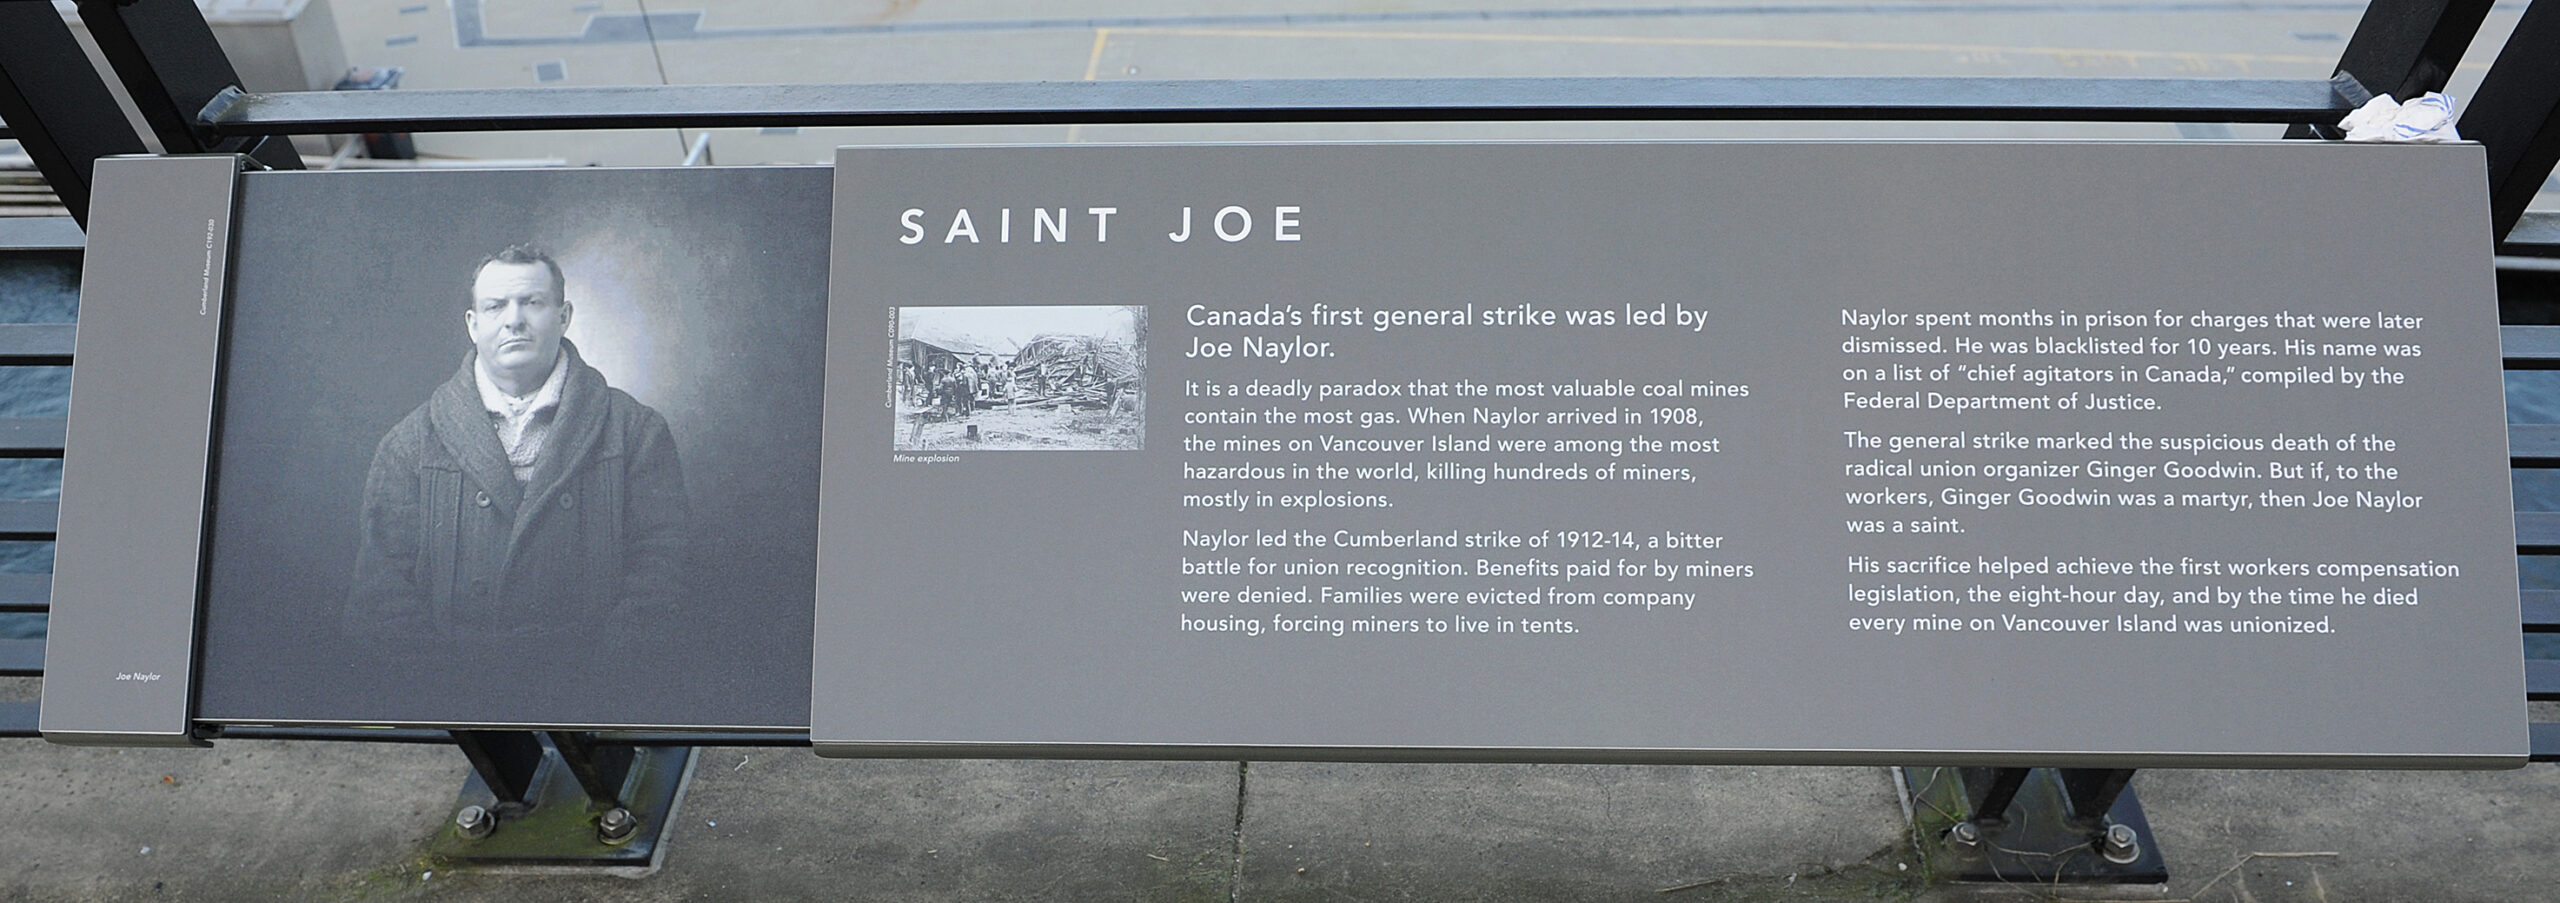 Cumberland Museum C192-030
Joe Naylor
SAINT JOE
Cumberland Museum C090-003
Mine explosion
Canada's first general strike was led by
Joe Naylor.
It is a deadly paradox that the most valuable coal mines
contain the most gas. When Naylor arrived in 1908,
the mines on Vancouver Island were among the most
hazardous in the world, killing hundreds of miners,
mostly in explosions.
Naylor led the Cumberland strike of 1912-14, a bitter
battle for union recognition. Benefits paid for by miners
were denied. Families were evicted from company
housing, forcing miners to live in tents.
Naylor spent months in prison for charges that were later
dismissed. He was blacklisted for 10 years. His name was
on a list of "chief agitators in Canada," compiled by the
Federal Department of Justice.
The general strike marked the suspicious death of the
radical union organizer Ginger Goodwin. But if, to the
workers, Ginger Goodwin was a martyr, then Joe Naylor
was a saint.
His sacrifice helped achieve the first workers compensation
legislation, the eight-hour day, and by the time he died
every mine on Vancouver Island was unionized.